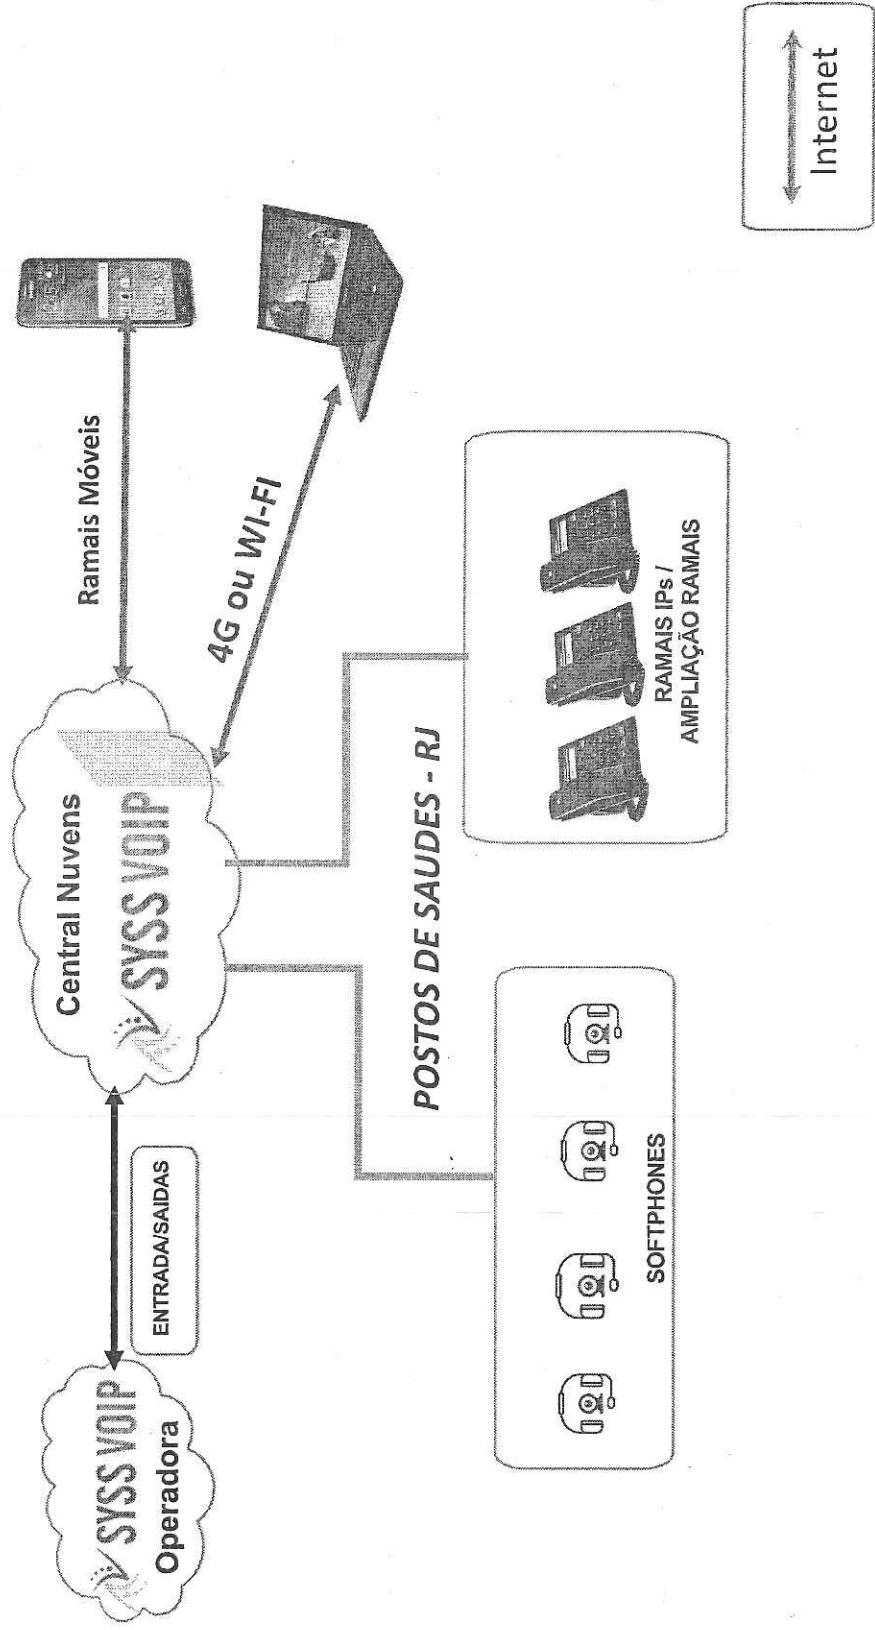 SYSS VOIP
Operadora
ENTRADA/SAIDAS
Central Nuvens
SYSS VOIP
Ramais Móveis
4G ou WI-FI
POSTOS DE SAUDES - RJ
SOFTPHONES
RAMAIS IPs /
AMPLIAÇÃO RAMAIS
Internet